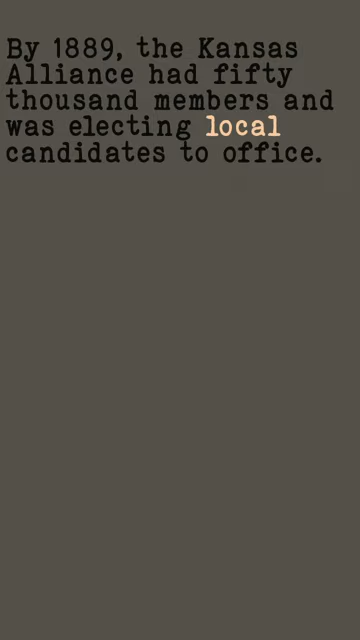 By 1889, the Kansas
Alliance had fifty
thousand members and
was electing local
candidates to office.